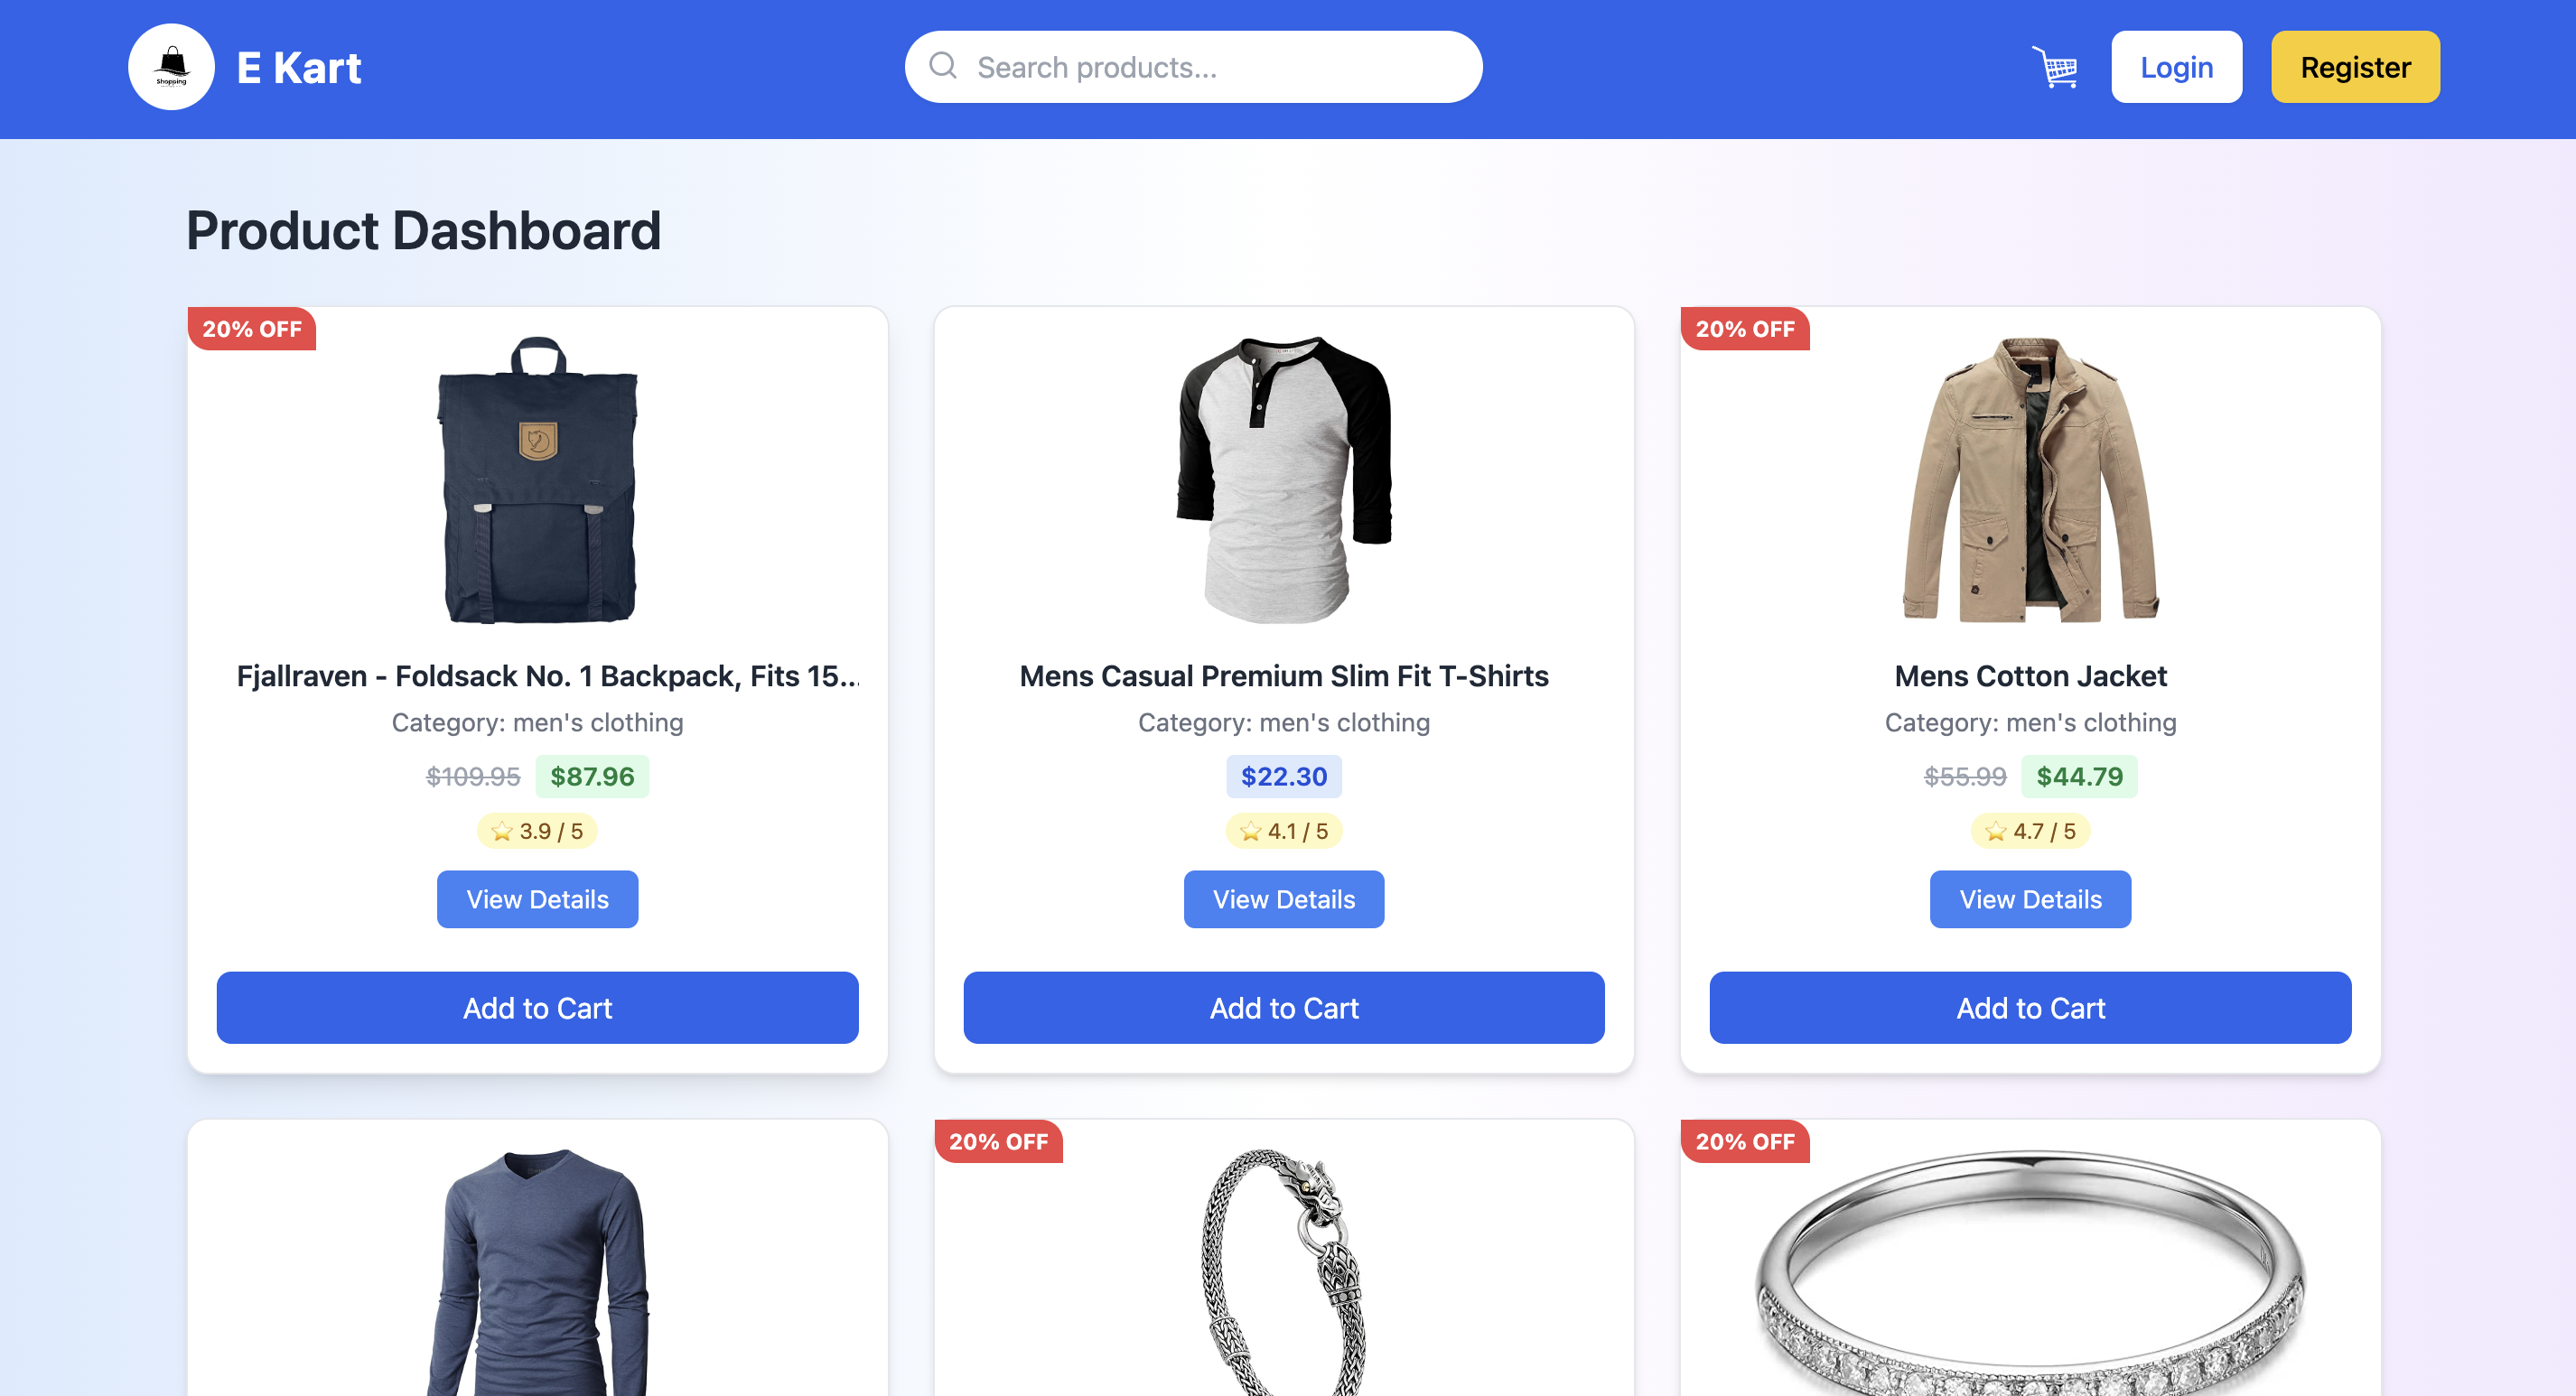 Shopping
E Kart
Search products...
Login
Register
Product Dashboard
20% OFF
20% OFF
Fjallraven - Foldsack No. 1 Backpack, Fits 15...
Mens Casual Premium Slim Fit T-Shirts
Mens Cotton Jacket
Category: men's clothing
Category: men's clothing
Category: men's clothing
$109.95 $87.96
$22.30
$55.99 $44.79
3.9 / 5
4.1 / 5
4.7 / 5
View Details
View Details
View Details
Add to Cart
Add to Cart
Add to Cart
20% OFF
20% OFF